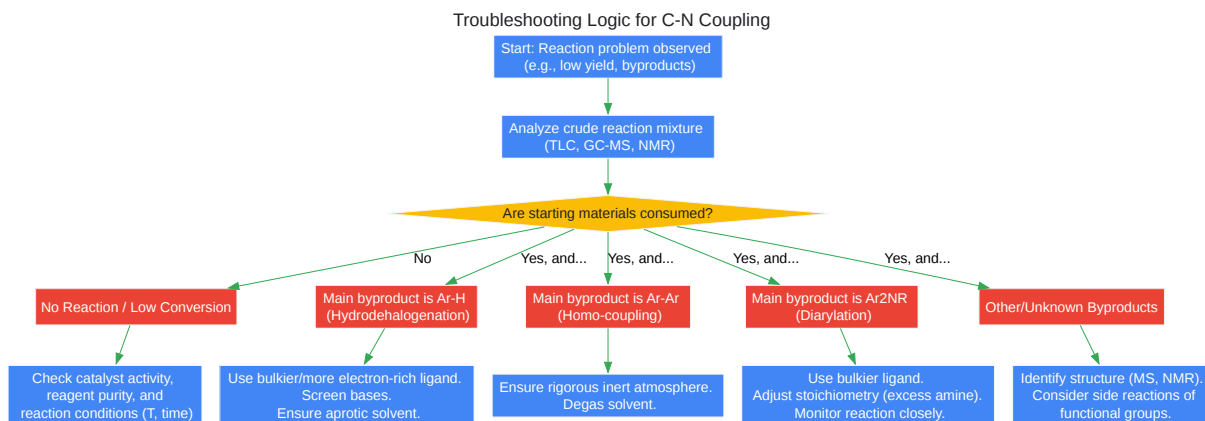 Troubleshooting Logic for C-N Coupling
Start: Reaction problem observed
(e.g., low yield, byproducts)
Analyze crude reaction mixture
(TLC, GC-MS, NMR)
Are starting materials consumed?
No
Yes, and...
Yes, and...
Yes, and...
Yes, and...
No Reaction / Low Conversion
Main byproduct is Ar-H
(Hydrodehalogenation)
Main byproduct is Ar-Ar
(Homo-coupling)
Main byproduct is Ar2NR
(Diarylation)
Other/Unknown Byproducts
Check catalyst activity,
reagent purity, and
reaction conditions (T, time)
Use bulkier/more electron-rich ligand.
Screen bases.
Ensure aprotic solvent.
Ensure rigorous inert atmosphere.
Degas solvent.
Use bulkier ligand.
Adjust stoichiometry (excess amine).
Monitor reaction closely.
Identify structure (MS, NMR).
Consider side reactions of
functional groups.